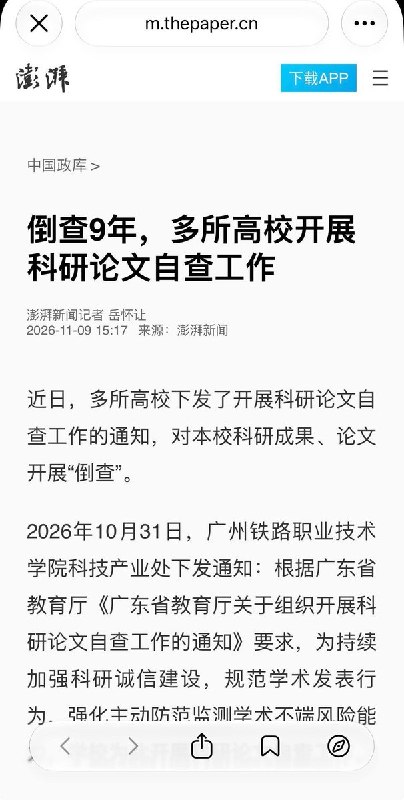 m.thepaper.cn
澎湃
下载APP
中国政库 >
倒查9年，多所高校开展
科研论文自查工作
澎湃新闻记者 岳怀让
2026-11-09 15:17 来源：澎湃新闻
近日，多所高校下发了开展科研论文自
查工作的通知，对本校科研成果、论文
开展“倒查”。
2026年10月31日，广州铁路职业技术
学院科技产业处下发通知：根据广东省
教育厅《广东省教育厅关于组织开展科
研论文自查工作的通知》要求，为持续
加强科研诚信建设，规范学术发表行
为，强化主动防范监测学术不端风险能